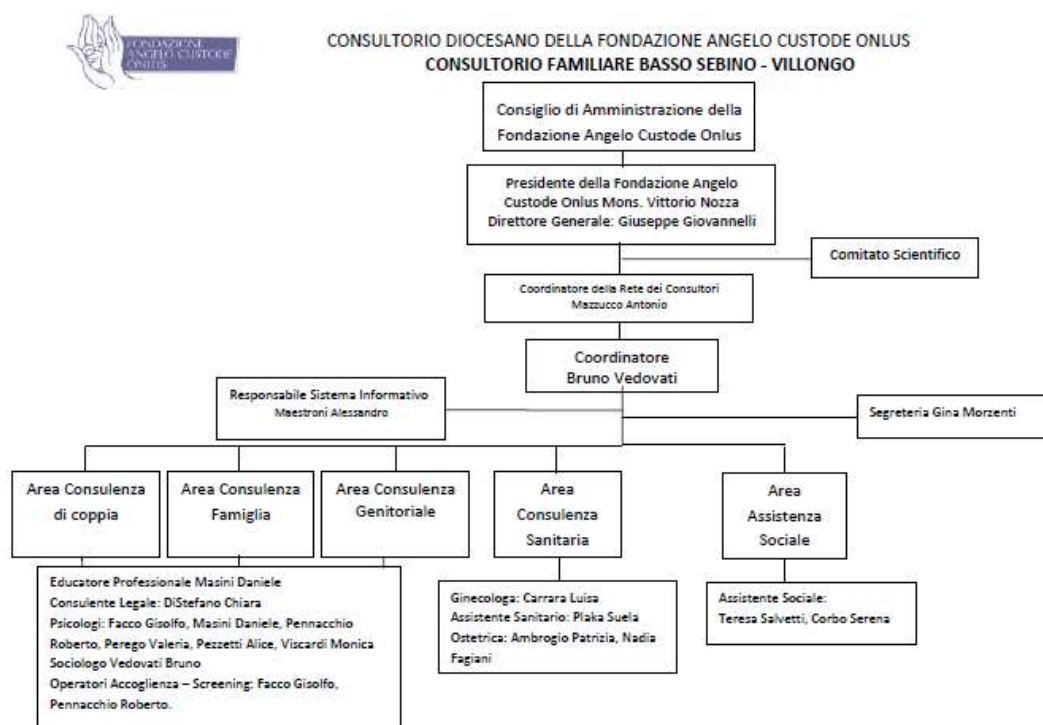 FONDAZIONE
ANGELO CUSTODE
ONLUS
CONSULTORIO DIOCESANO DELLA FONDAZIONE ANGELO CUSTODE ONLUS
CONSULTORIO FAMILIARE BASSO SEBINO - VILLONGO
Consiglio di Amministrazione della
Fondazione Angelo Custode Onlus
Presidente della Fondazione Angelo
Custode Onlus Mons. Vittorio Nozza
Direttore Generale: Giuseppe Giovannelli
Comitato Scientifico
Coordinatore della Rete dei Consultori
Mazzucco Antonio
Coordinatore
Bruno Vedovati
Responsabile Sistema Informativo
Maestroni Alessandro
Segreteria Gina Morzenti
Area Consulenza
di coppia
Area Consulenza
Famiglia
Area Consulenza
Genitoriale
Area
Consulenza
Sanitaria
Area
Assistenza
Sociale
Educatore Professionale Masini Daniele
Consulente Legale: DiStefano Chiara
Psicologi: Facco Gisolfo, Masini Daniele, Pennacchio
Roberto, Perego Valeria, Pezzetti Alice, Viscardi Monica
Sociologo Vedovati Bruno
Operatori Accoglienza – Screening: Facco Gisolfo,
Pennacchio Roberto.
Ginecologa: Carrara Luisa
Assistente Sanitario: Plaka Suela
Ostetrica: Ambrogio Patrizia, Nadia
Fagiani
Assistente Sociale:
Teresa Salvetti, Corbo Serena